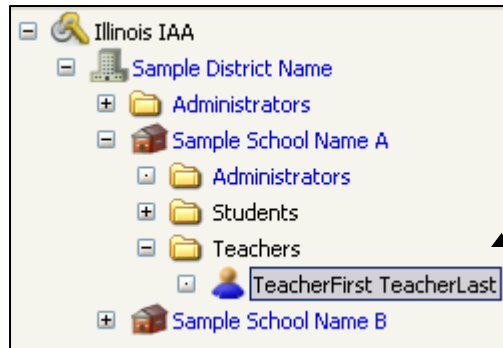 Illinois IAA
Sample District Name
Administrators
Sample School Name A
Administrators
Students
Teachers
TeacherFirst TeacherLast
Sample School Name B